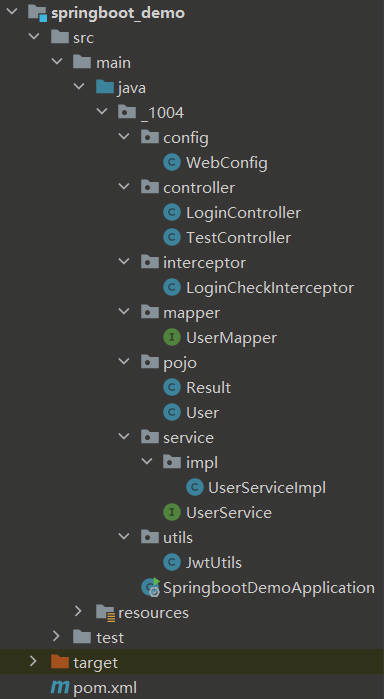 springboot_demo
src
main
java
_1004
config
C WebConfig
controller
C LoginController
C TestController
interceptor
C LoginCheckInterceptor
mapper
I UserMapper
pojo
C Result
C User
service
impl
C UserServiceImpl
I UserService
utils
C JwtUtils
C SpringbootDemoApplication
resources
test
target
m pom.xml